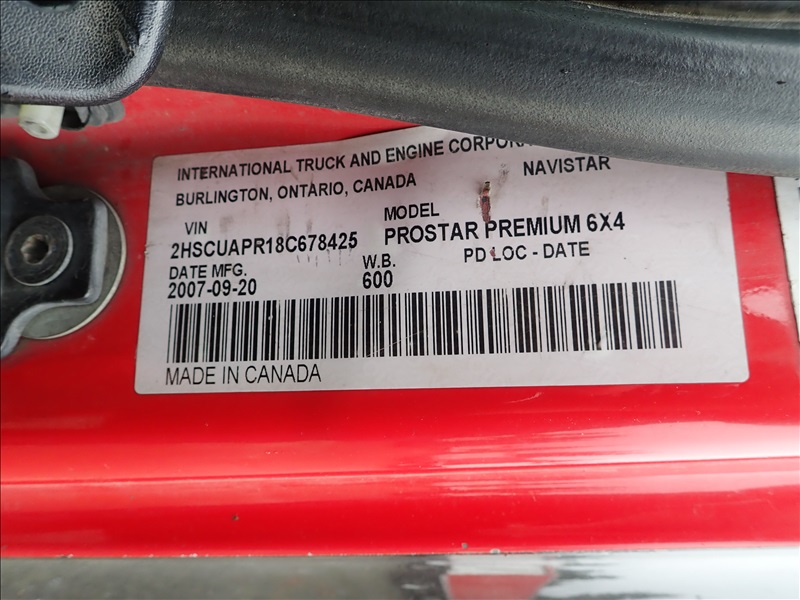 INTERNATIONAL TRUCK AND ENGINE CORPORA
NAVISTAR
BURLINGTON, ONTARIO, CANADA
VIN
MODEL
2HSCUAPR18C678425
PROSTAR PREMIUM 6X4
DATE MFG.
W.B.
PD LOC - DATE
2007-09-20
600
MADE IN CANADA